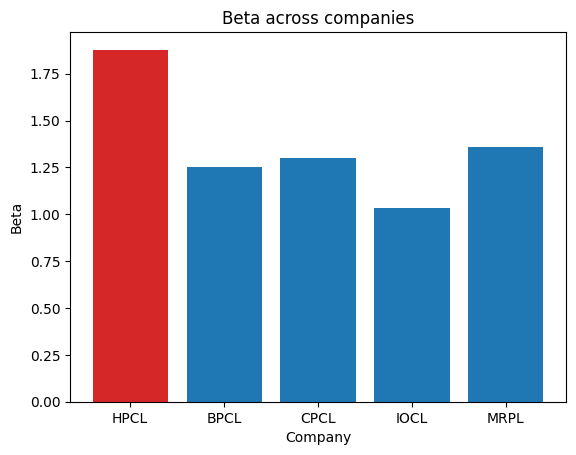 Beta across companies
1.75
1.50
1.25
1.00
0.75
0.50
0.25
0.00
Beta
HPCL BPCL CPCL IOCL MRPL
Company